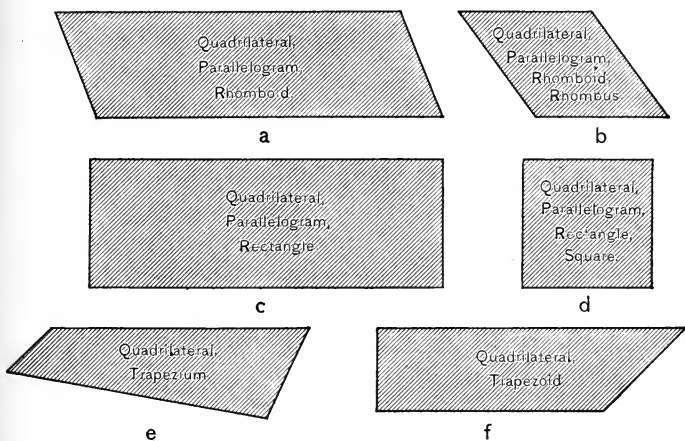 Quadrilateral,
Parallelogram,
Rhomboid.
a
Quadrilateral,
Parallelogram,
Rhomboid,
Rhombus
b
Quadrilateral,
Parallelogram,
Rectangle
c
Quadrilateral,
Parallelogram,
Rectangle,
Square.
d
Quadrilateral,
Trapezium.
e
Quadrilateral,
Trapezoid.
f